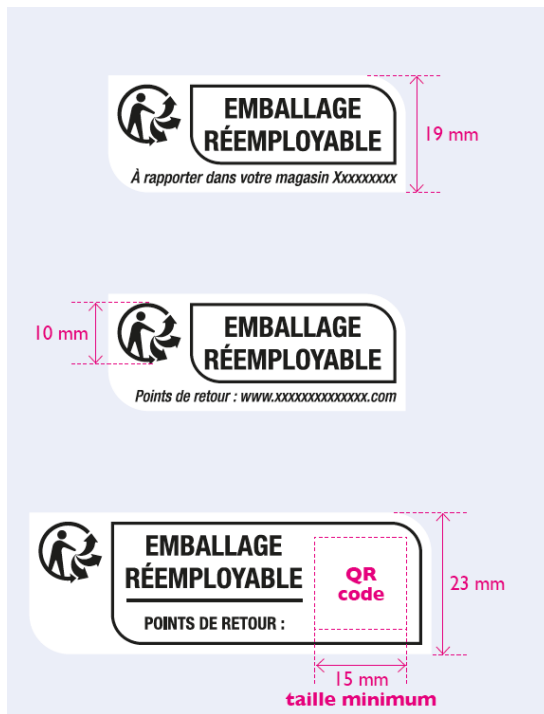 EMBALLAGE
RÉEMPLOYABLE
19 mm
À rapporter dans votre magasin Xxxxxxxxx
10 mm
EMBALLAGE
RÉEMPLOYABLE
Points de retour : www.xxxxxxxxxxxxxx.com
EMBALLAGE
RÉEMPLOYABLE
QR
code
23 mm
POINTS DE RETOUR :
15 mm
taille minimum